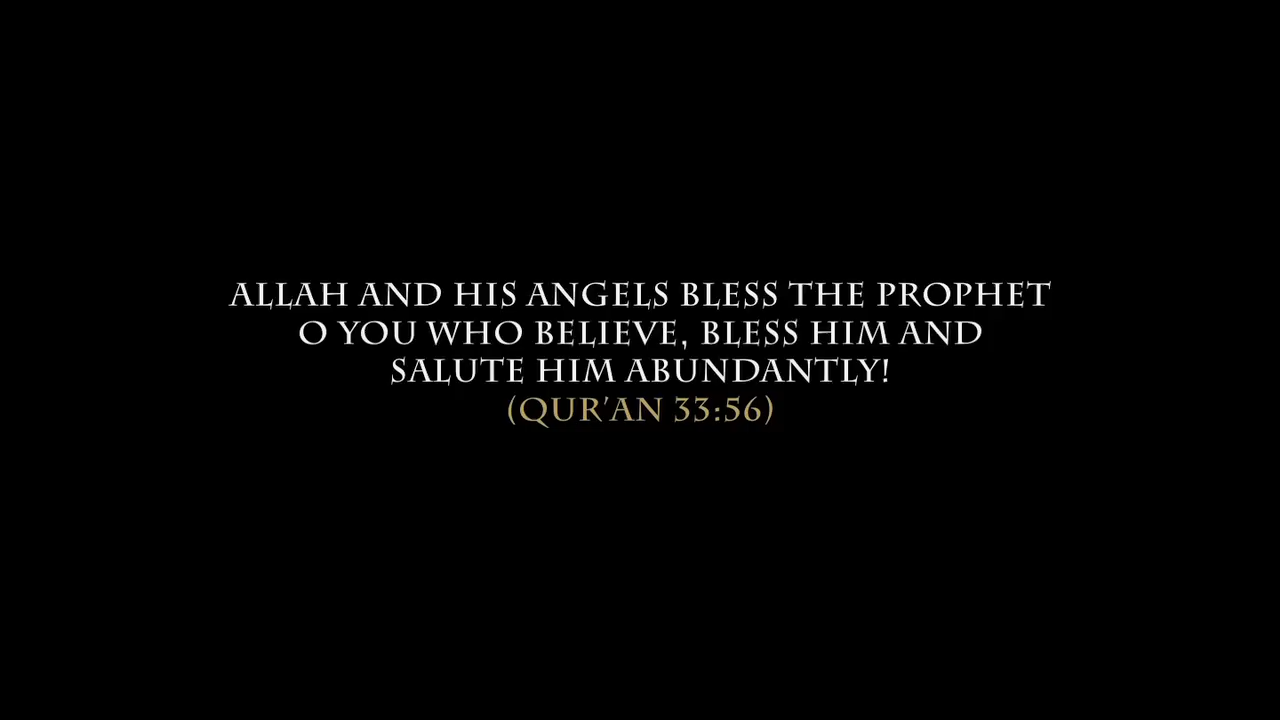 ALLAH AND HIS ANGELS BLESS THE PROPHET
O YOU WHO BELIEVE, BLESS HIM AND
SALUTE HIM ABUNDANTLY!
(QUR'AN 33:56)